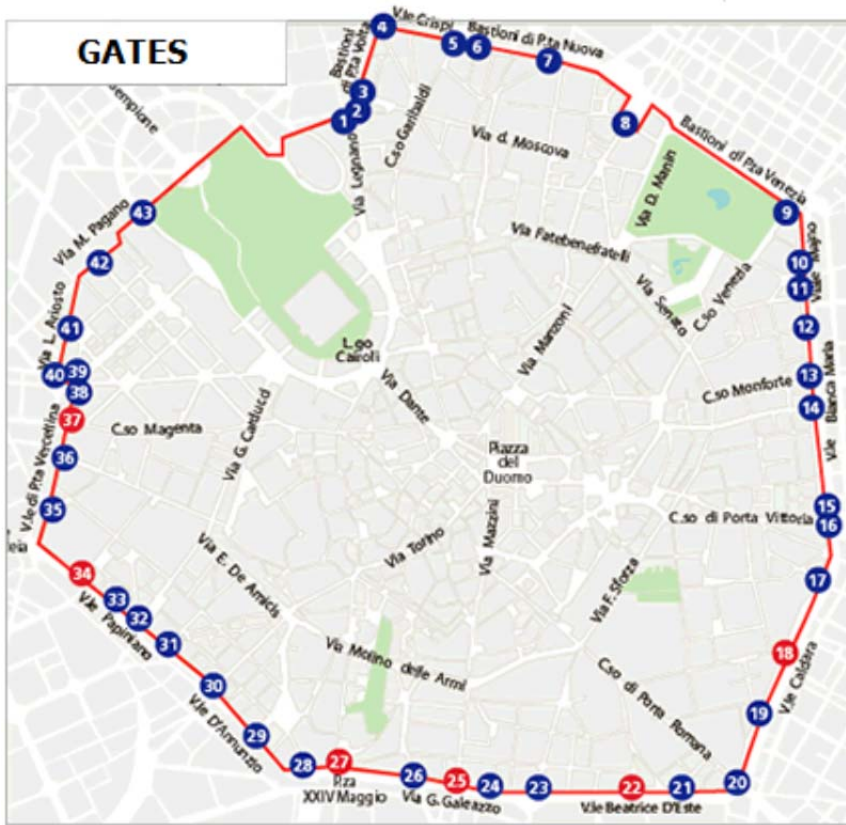 GATES
V.le Crispi
Bastioni di P.ta Nuova
Bastioni
di P.ta Volta
4
5
6
7
3
2
1
8
C.so Garibaldi
Via Legnano
Via d. Moscova
Bastioni di P.ta Venezia
Via D. Manin
Sempione
Via M. Pagano
43
9
Via Fatebenefratelli
42
10
11
Viale Majno
Via Senato
C.so Venezia
Via L. Ariosto
41
12
Via Manzoni
L.go
Cairoli
40
39
38
13
C.so Monforte
14
V.le Bianca Maria
Via Dante
37
C.so Magenta
Via G. Carducci
36
V.le di P.ta Vercellina
Piazza
del
Duomo
35
15
16
C.so di Porta Vittoria
Via Mazzini
Via Torino
Via E. De Amicis
34
33
32
31
V.le Papiniano
17
Via F. Sforza
18
V.le Caldara
Via Molino delle Armi
C.so di Porta Romana
30
19
29
V.le D'Annunzio
28
27
26
25
24
23
22
21
20
P.za
XXIV Maggio
Via G. Galeazzo
V.le Beatrice D'Este